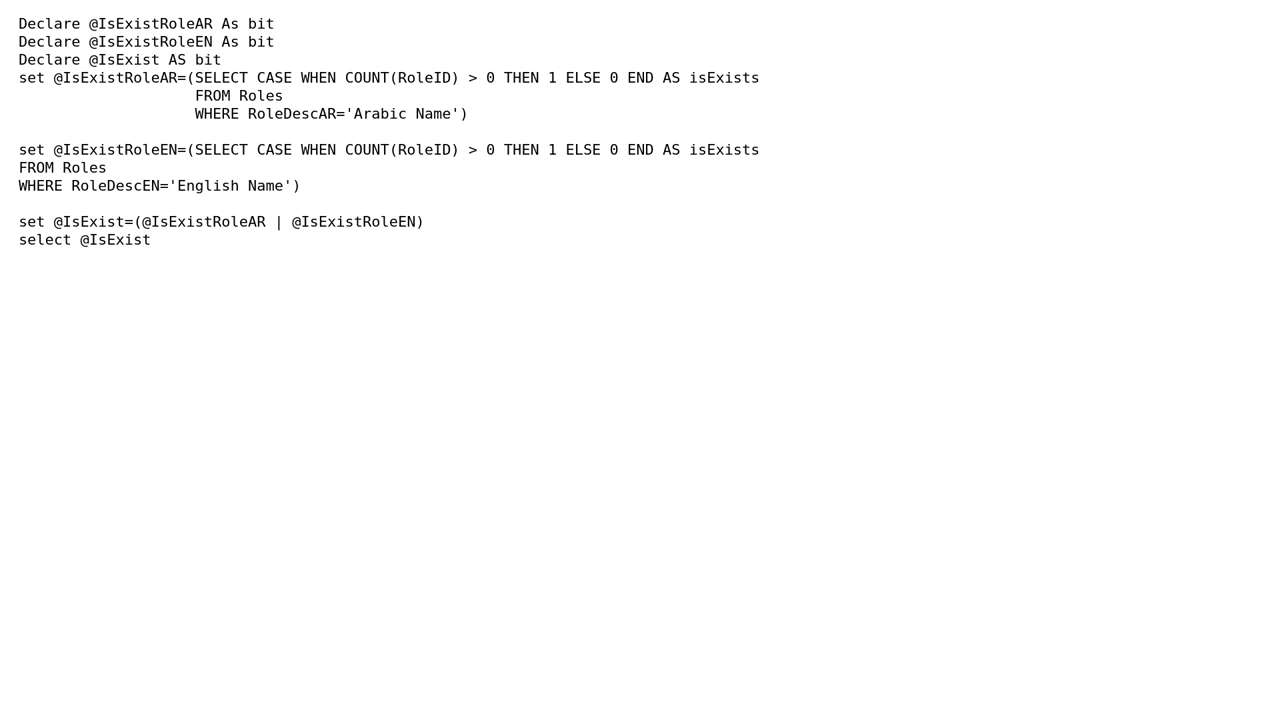 Declare @IsExistRoleAR As bit
Declare @IsExistRoleEN As bit
Declare @IsExist AS bit
set @IsExistRoleAR=(SELECT CASE WHEN COUNT(RoleID) > 0 THEN 1 ELSE 0 END AS isExists
                    FROM Roles
                    WHERE RoleDescAR='Arabic Name')

set @IsExistRoleEN=(SELECT CASE WHEN COUNT(RoleID) > 0 THEN 1 ELSE 0 END AS isExists
FROM Roles
WHERE RoleDescEN='English Name')

set @IsExist=(@IsExistRoleAR | @IsExistRoleEN)
select @IsExist